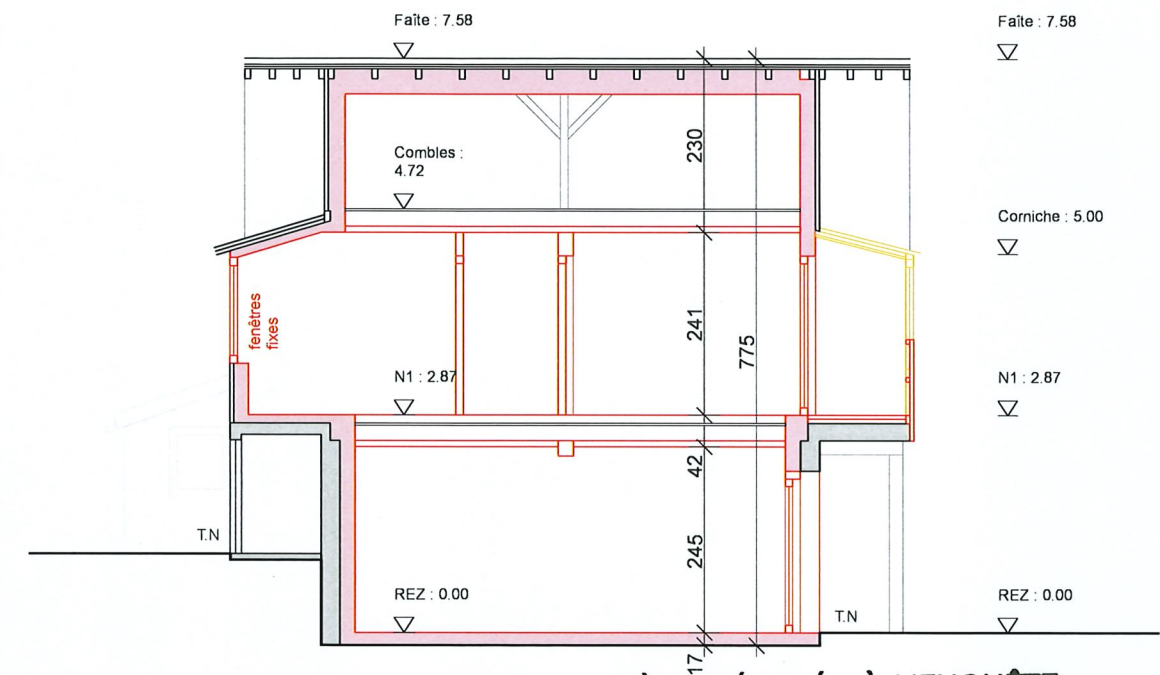 Faîte : 7.58
Faîte : 7.58
230
Combles :
4.72
Corniche : 5.00
fenêtres
fixes
241
775
N1 : 2.87
N1 : 2.87
42
T.N
245
REZ : 0.00
T.N
REZ : 0.00
17